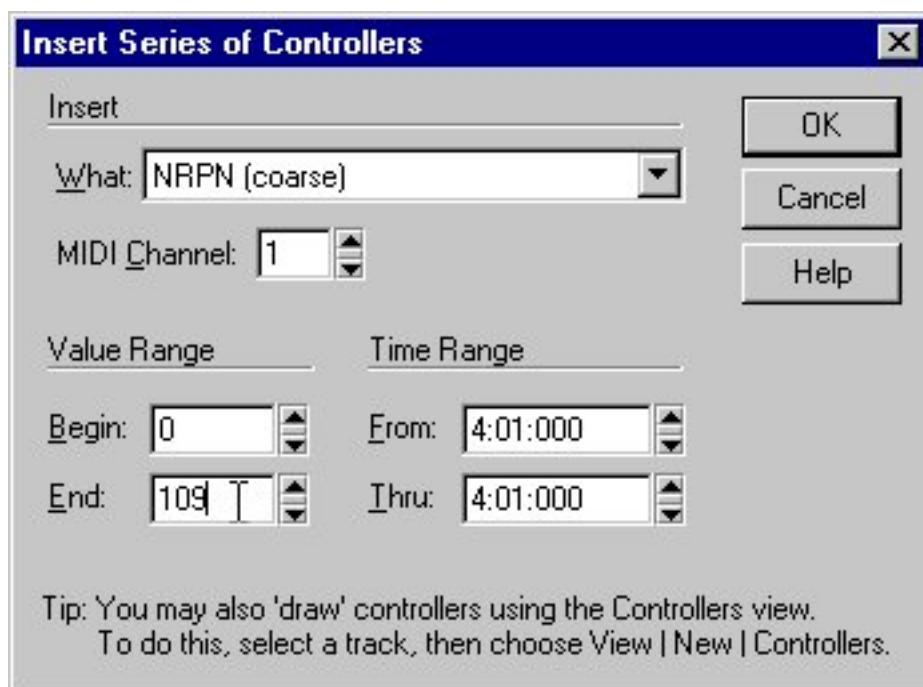 Insert Series of Controllers
Insert
What: NRPN (coarse)
MIDI Channel: 1
OK
Cancel
Help
Value Range
Begin: 0
End: 109
Time Range
From: 4:01:000
Thru: 4:01:000
Tip: You may also 'draw' controllers using the Controllers view.
To do this, select a track, then choose View | New | Controllers.